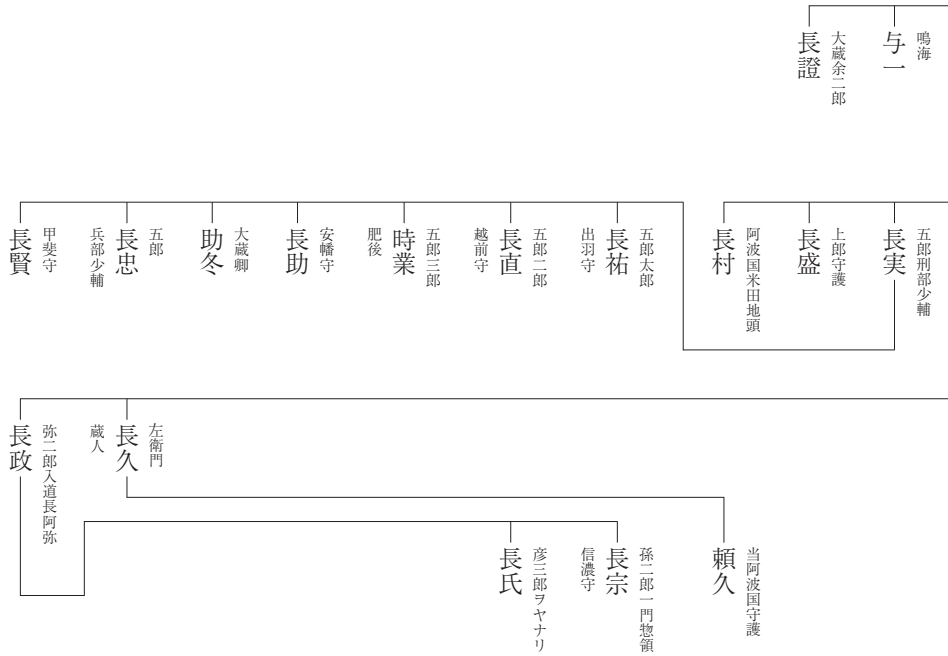 鳴海
与一
大蔵余二郎
長證
五郎刑部少輔
長実
上郎守護
長盛
阿波国米田地頭
長村
五郎太郎
長祐
出羽守
五郎二郎
長直
越前守
五郎三郎
時業
肥後
安幡守
長助
大蔵卿
助冬
五郎
長忠
兵部少輔
甲斐守
長賢
左衛門
長久
蔵人
弥二郎入道長阿弥
長政
当阿波国守護
頼久
孫二郎一門惣領
長宗
信濃守
彦三郎ヲヤナリ
長氏